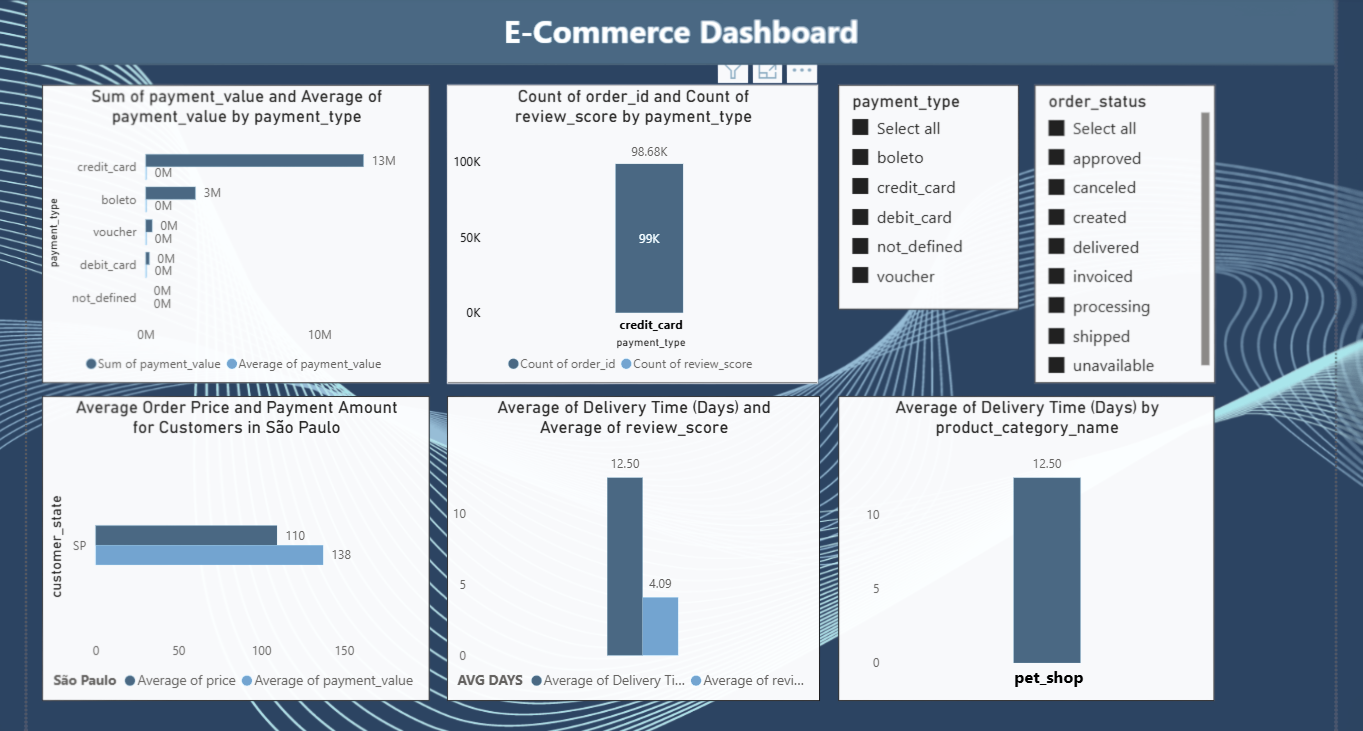 E-Commerce Dashboard
Sum of payment_value and Average of
payment_value by payment_type
payment_type
credit_card
13M
0M
boleto
3M
0M
voucher
0M
0M
debit_card
0M
0M
not_defined
0M
0M
0M
10M
Sum of payment_value
Average of payment_value
Count of order_id and Count of
review_score by payment_type
98.68K
100K
50K
99K
0K
credit_card
payment_type
Count of order_id
Count of review_score
payment_type
Select all
boleto
credit_card
debit_card
not_defined
voucher
order_status
Select all
approved
canceled
created
delivered
invoiced
processing
shipped
unavailable
Average Order Price and Payment Amount
for Customers in São Paulo
customer_state
SP
110
138
0
50
100
150
São Paulo
Average of price
Average of payment_value
Average of Delivery Time (Days) and
Average of review_score
12.50
10
4.09
5
0
AVG DAYS
Average of Delivery Ti...
Average of revi...
Average of Delivery Time (Days) by
product_category_name
12.50
10
5
0
pet_shop